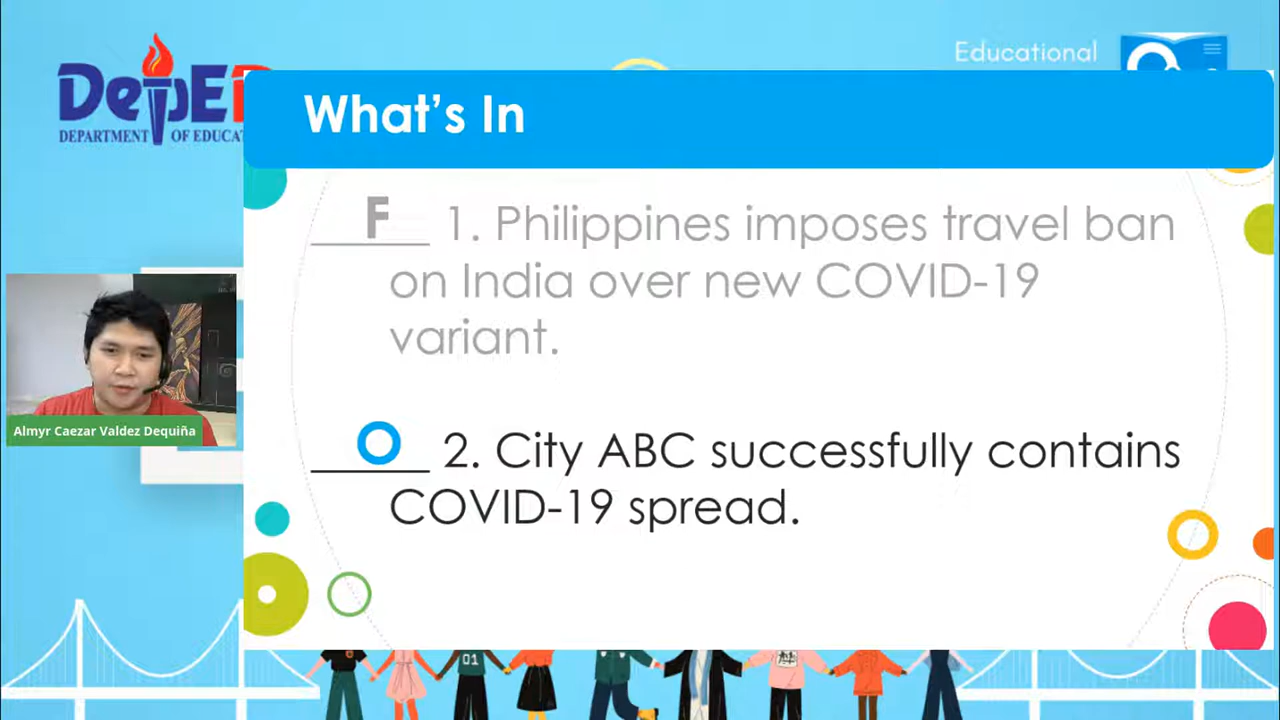 DepED
DEPARTMENT OF EDUCAT
Educational
What's In
F 1. Philippines imposes travel ban
on India over new COVID-19
variant.
O 2. City ABC successfully contains
COVID-19 spread.
Almyr Caezar Valdez Dequiña
01